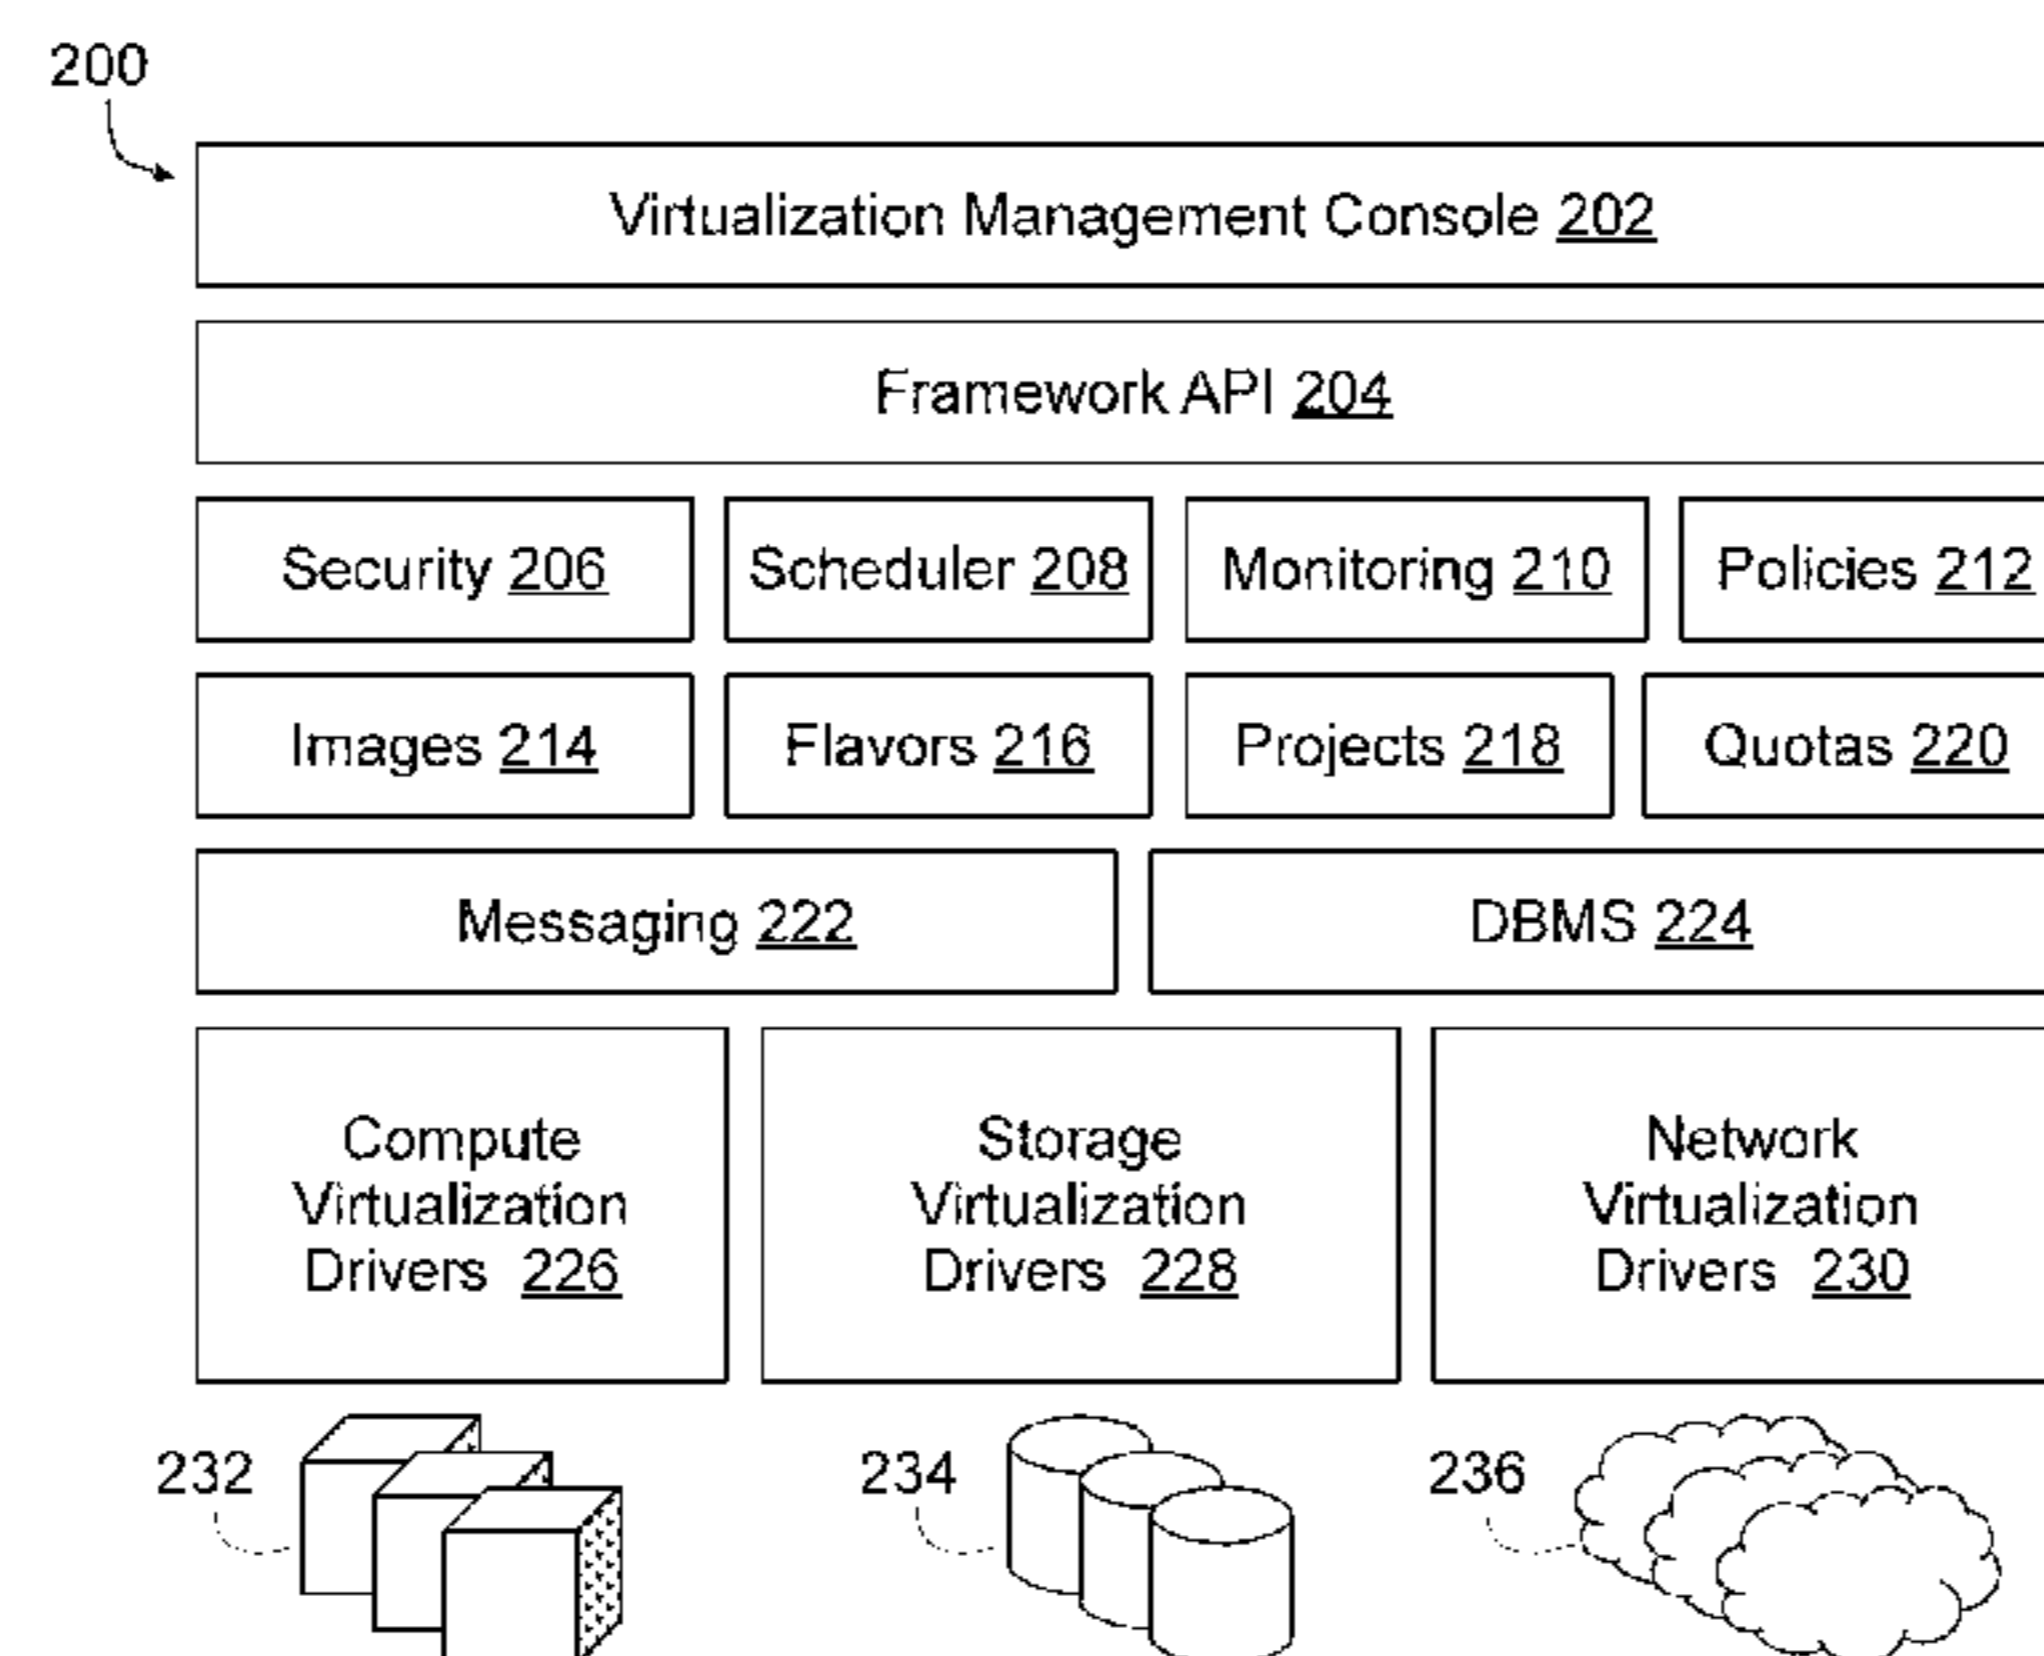 200
Virtualization Management Console 202
Framework API 204
Security 206
Scheduler 208
Monitoring 210
Policies 212
Images 214
Flavors 216
Projects 218
Quotas 220
Messaging 222
DBMS 224
Compute
Virtualization
Drivers 226
Storage
Virtualization
Drivers 228
Network
Virtualization
Drivers 230
232
234
236